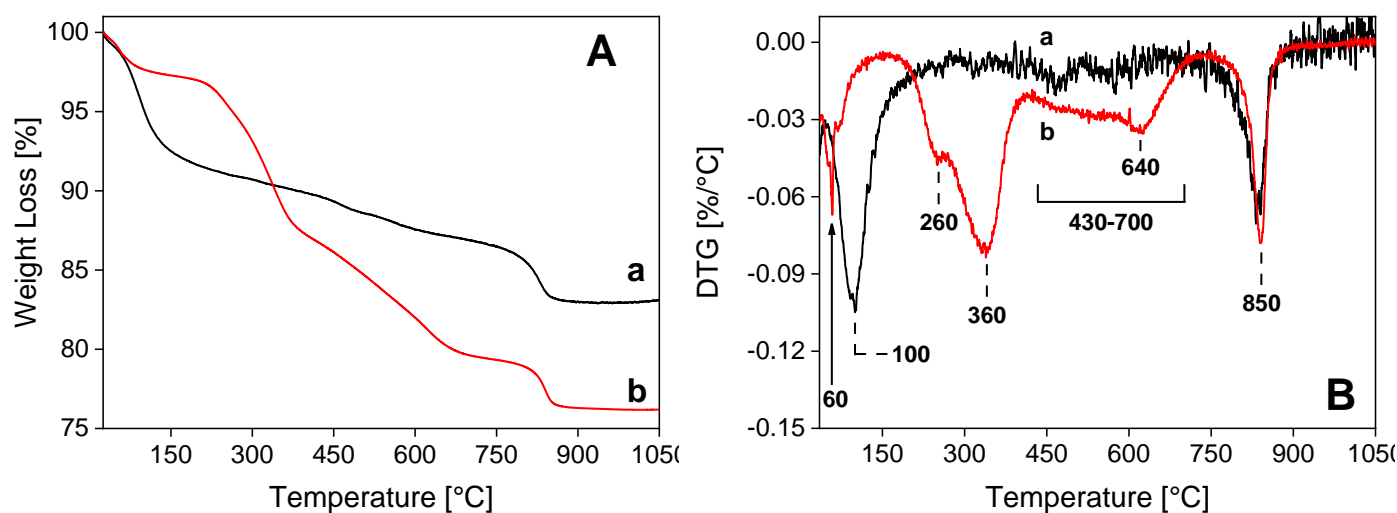 A
100
95
90
85
80
75
Weight Loss [%]
a
b
150 300 450 600 750 900 1050
Temperature [°C]
B
0.00
-0.03
-0.06
-0.09
-0.12
-0.15
DTG [%/°C]
a
b
640
260
430-700
360
850
100
60
150 300 450 600 750 900 1050
Temperature [°C]